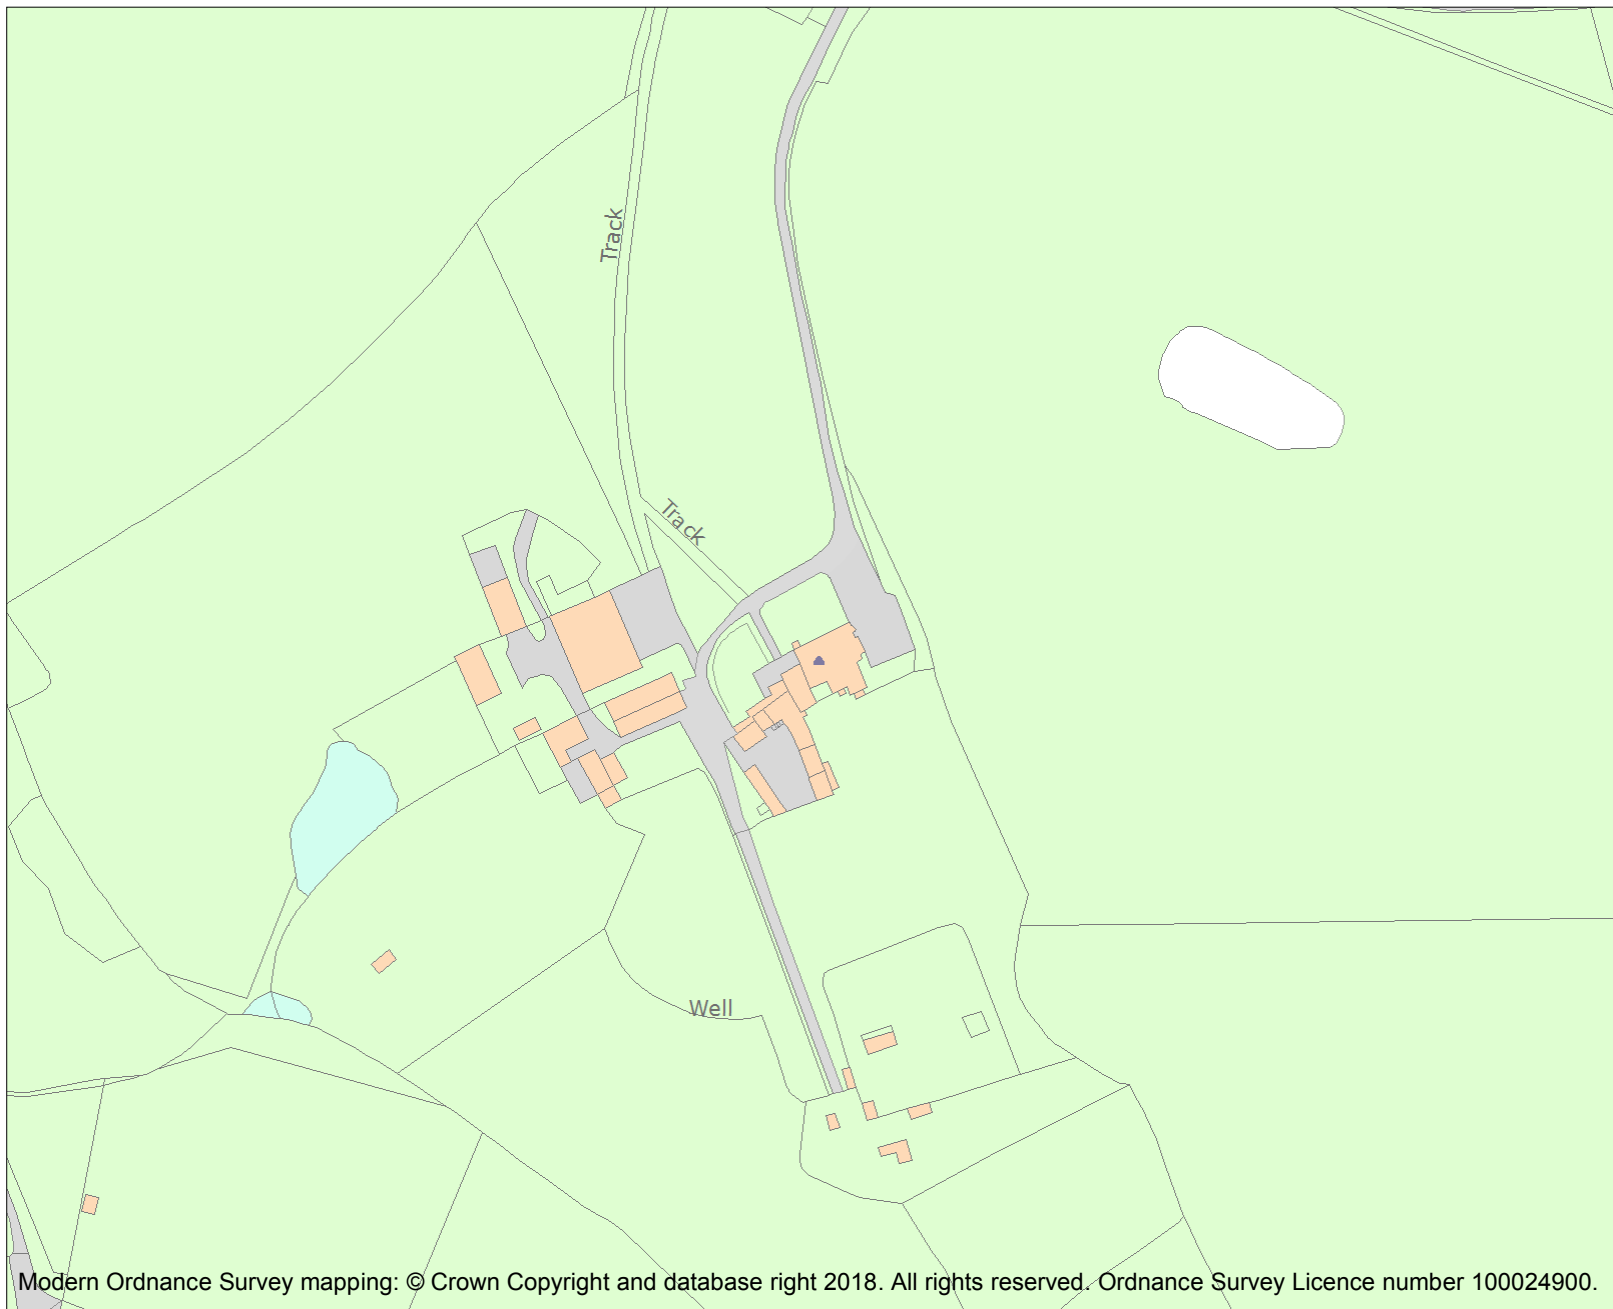 Track
Track
Well
Modern Ordnance Survey mapping: © Crown Copyright and database right 2018. All rights reserved. Ordnance Survey Licence number 100024900.